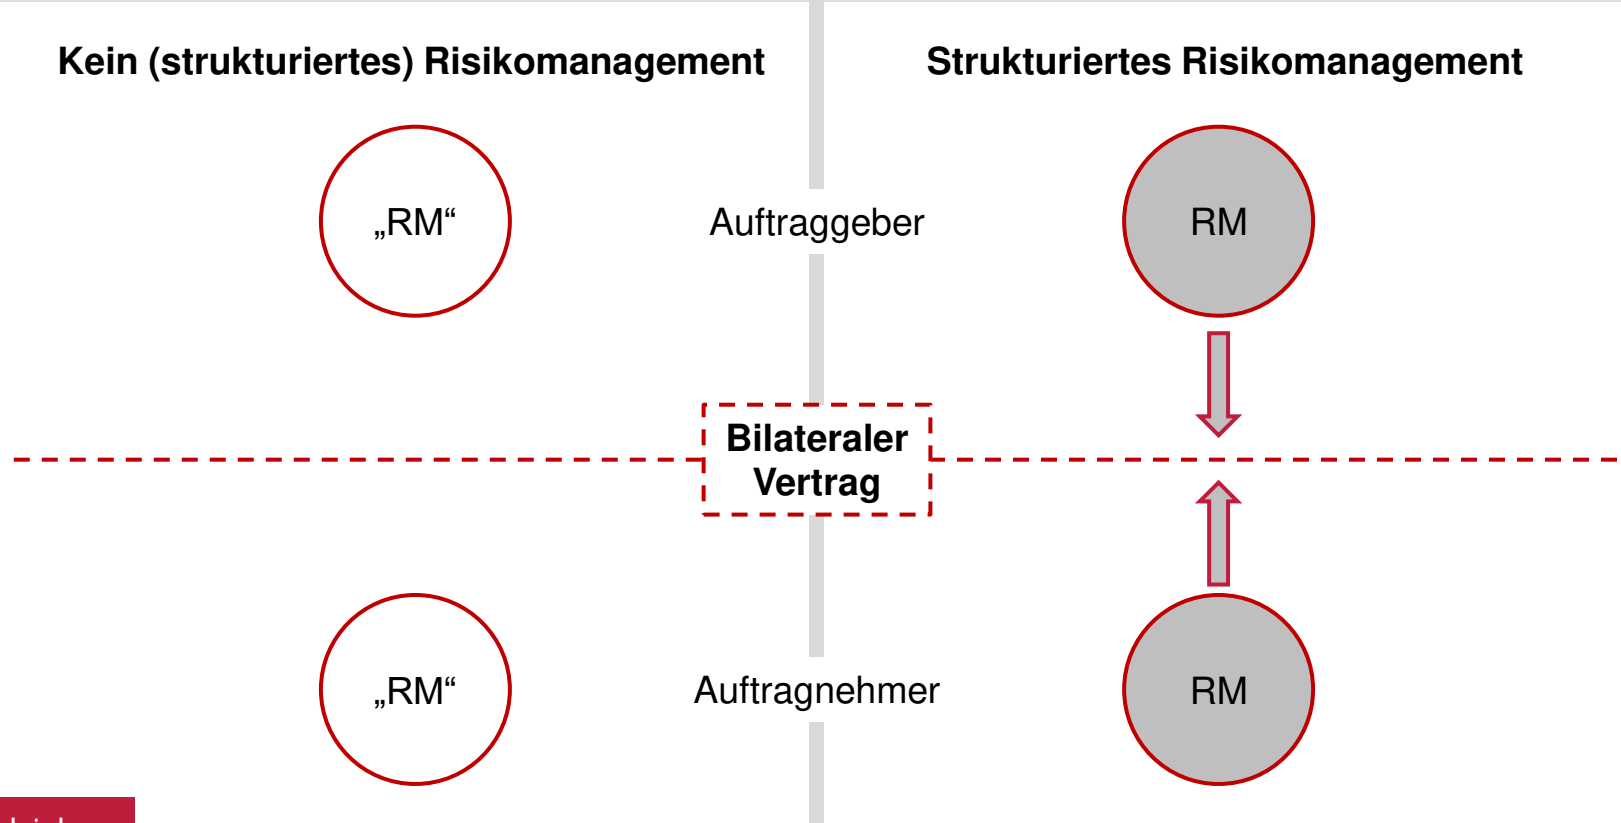 Kein (strukturiertes) Risikomanagement
Strukturiertes Risikomanagement
„RM“
Auftraggeber
RM
Bilateraler
Vertrag
„RM“
Auftragnehmer
RM